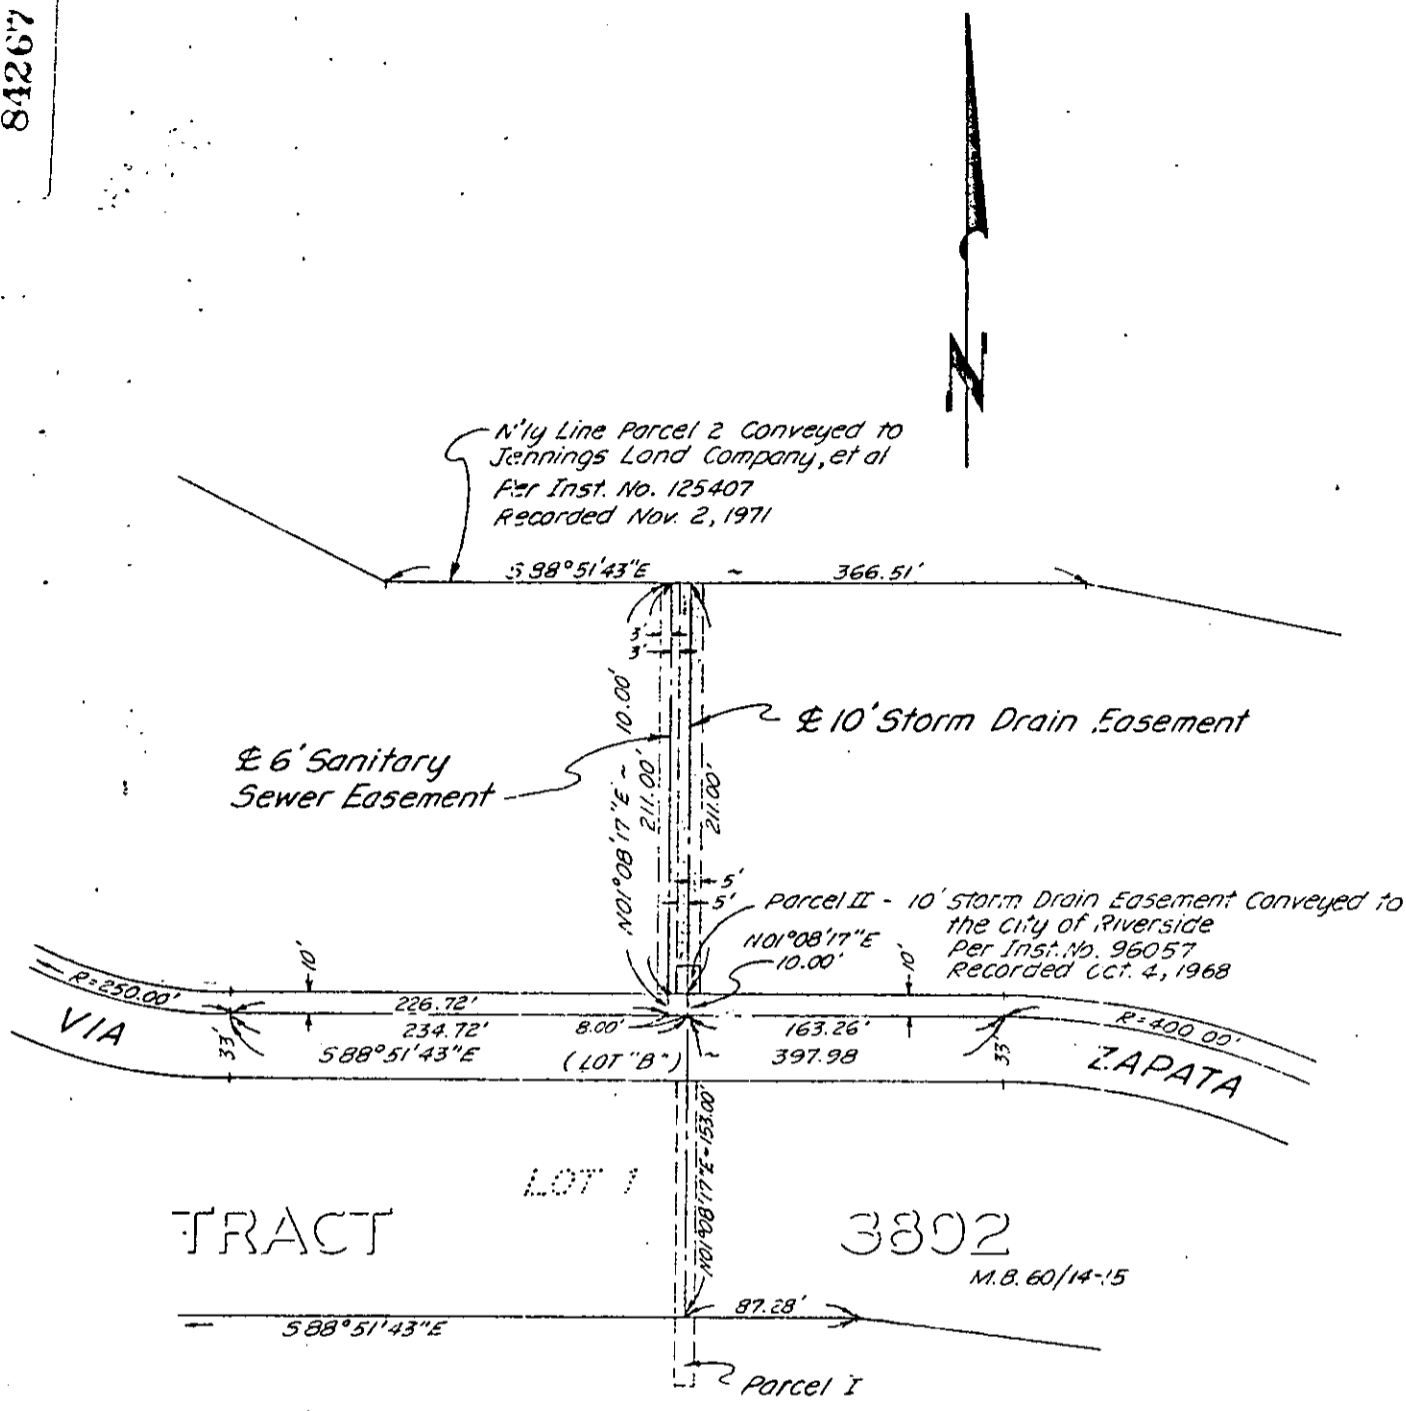 84267
N
N'ly Line Parcel 2 Conveyed to
Jennings Land Company, et al
Per Inst. No. 125407
Recorded Nov. 2, 1971
S 98°51'43"E ~ 366.51'
3'
3'
N01°08'17"E ~ 10.00'
211.00'
211.00'
℄ 10' Storm Drain Easement
℄ 6' Sanitary
Sewer Easement
5'
5'
Parcel II - 10' Storm Drain Easement Conveyed to
the City of Riverside
Per Inst. No. 96057
Recorded Oct. 4, 1968
N01°08'17"E
10.00'
10'
10'
R=250.00'
226.72'
VIA
33'
234.72'
8.00'
163.26'
33'
R=400.00'
S88°51'43"E
(LOT "B") ~
397.98
ZAPATA
N01°08'17"E-153.00'
LOT 1
TRACT
3802
M.B. 60/14-15
87.28'
S88°51'43"E
Parcel I